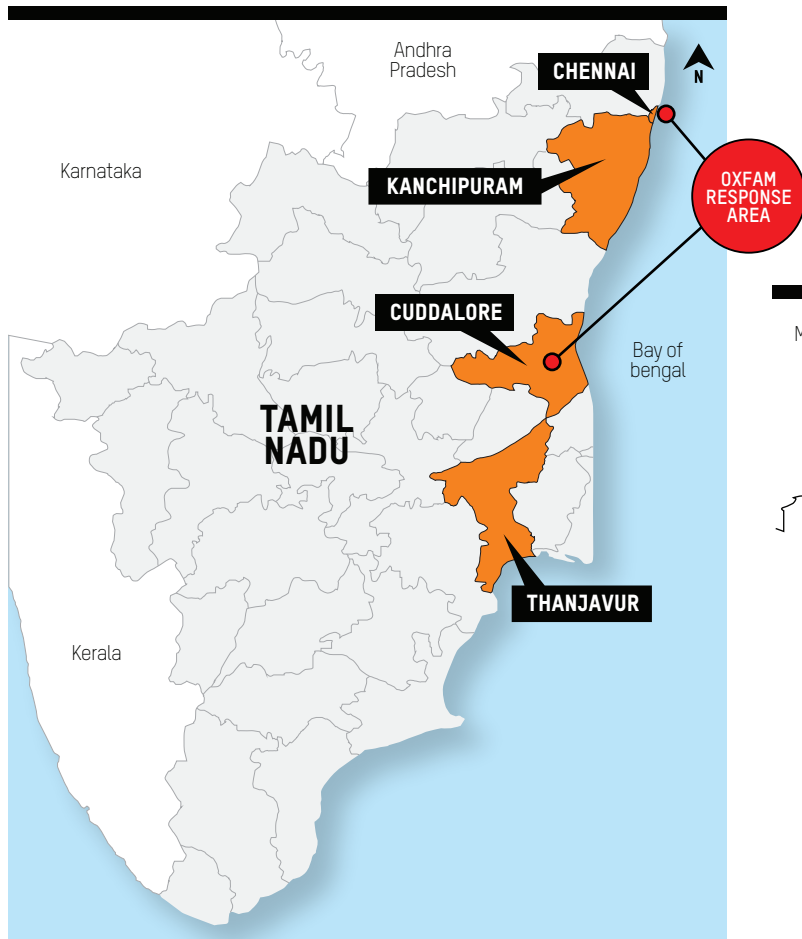 Andhra
Pradesh
CHENNAI
N
Karnataka
KANCHIPURAM
OXFAM
RESPONSE
AREA
CUDDALORE
M
Bay of
bengal
TAMIL
NADU
THANJAVUR
Kerala